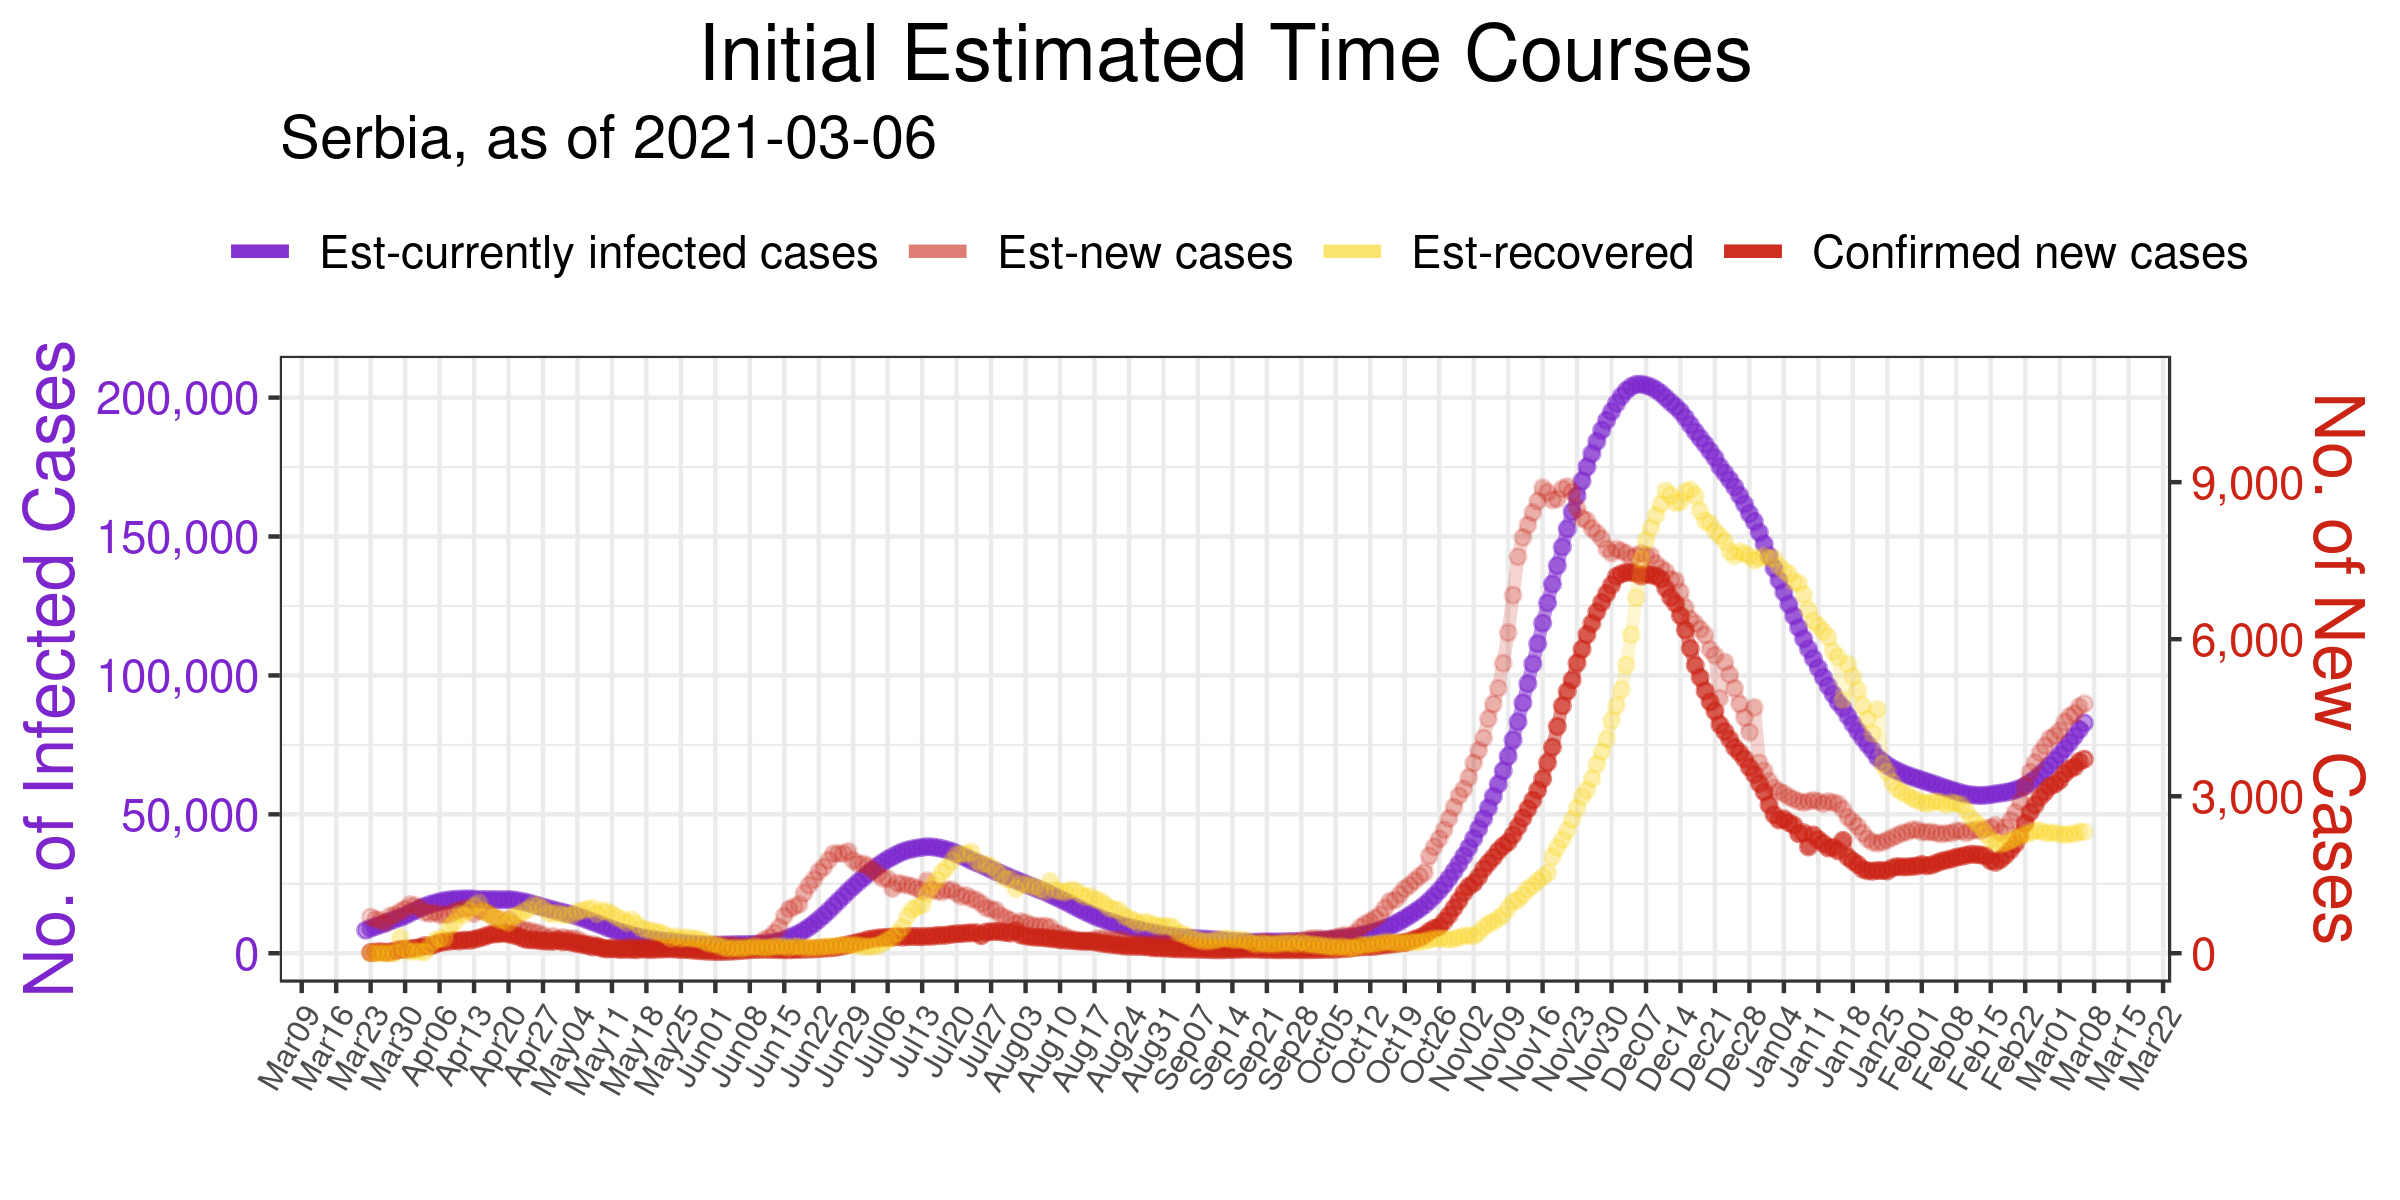 Initial Estimated Time Courses
Serbia, as of 2021-03-06
Est-currently infected cases Est-new cases Est-recovered Confirmed new cases
No. of Infected Cases
200,000
150,000
100,000
50,000
0
No. of New Cases
9,000
6,000
3,000
0
Mar09 Mar16 Mar23 Mar30 Apr06 Apr13 Apr20 Apr27 May04 May11 May18 May25 Jun01 Jun08 Jun15 Jun22 Jun29 Jul06 Jul13 Jul20 Jul27 Aug03 Aug10 Aug17 Aug24 Aug31 Sep07 Sep14 Sep21 Sep28 Oct05 Oct12 Oct19 Oct26 Nov02 Nov09 Nov16 Nov23 Nov30 Dec07 Dec14 Dec21 Dec28 Jan04 Jan11 Jan18 Jan25 Feb01 Feb08 Feb15 Feb22 Mar01 Mar08 Mar15 Mar22